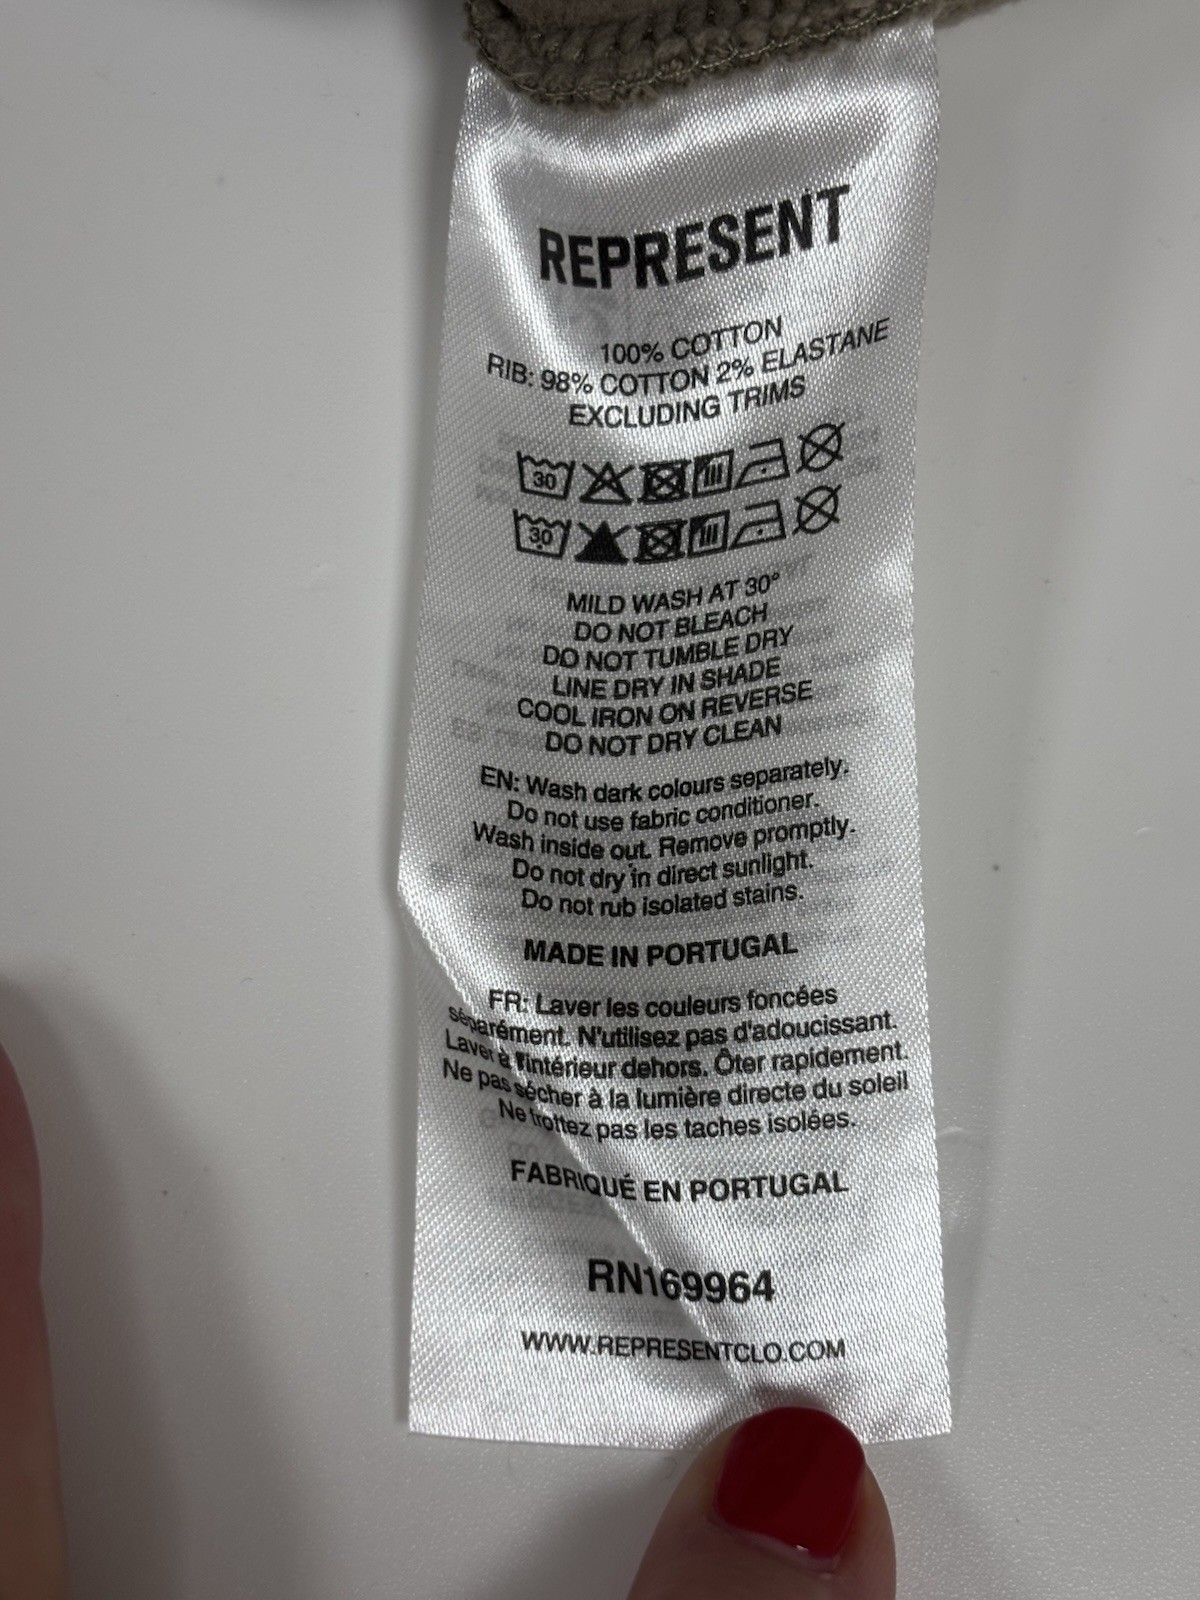 REPRESENT
100% COTTON
RIB: 98% COTTON 2% ELASTANE
EXCLUDING TRIMS
30
30
MILD WASH AT 30°
DO NOT BLEACH
DO NOT TUMBLE DRY
LINE DRY IN SHADE
COOL IRON ON REVERSE
DO NOT DRY CLEAN
EN: Wash dark colours separately.
Do not use fabric conditioner.
Wash inside out. Remove promptly.
Do not dry in direct sunlight.
Do not rub isolated stains.
MADE IN PORTUGAL
FR: Laver les couleurs foncées
séparément. N'utilisez pas d'adoucissant.
Laver à l'intérieur dehors. Ôter rapidement.
Ne pas sécher à la lumière directe du soleil
Ne frottez pas les taches isolées.
FABRIQUÉ EN PORTUGAL
RN169964
WWW.REPRESENTCLO.COM